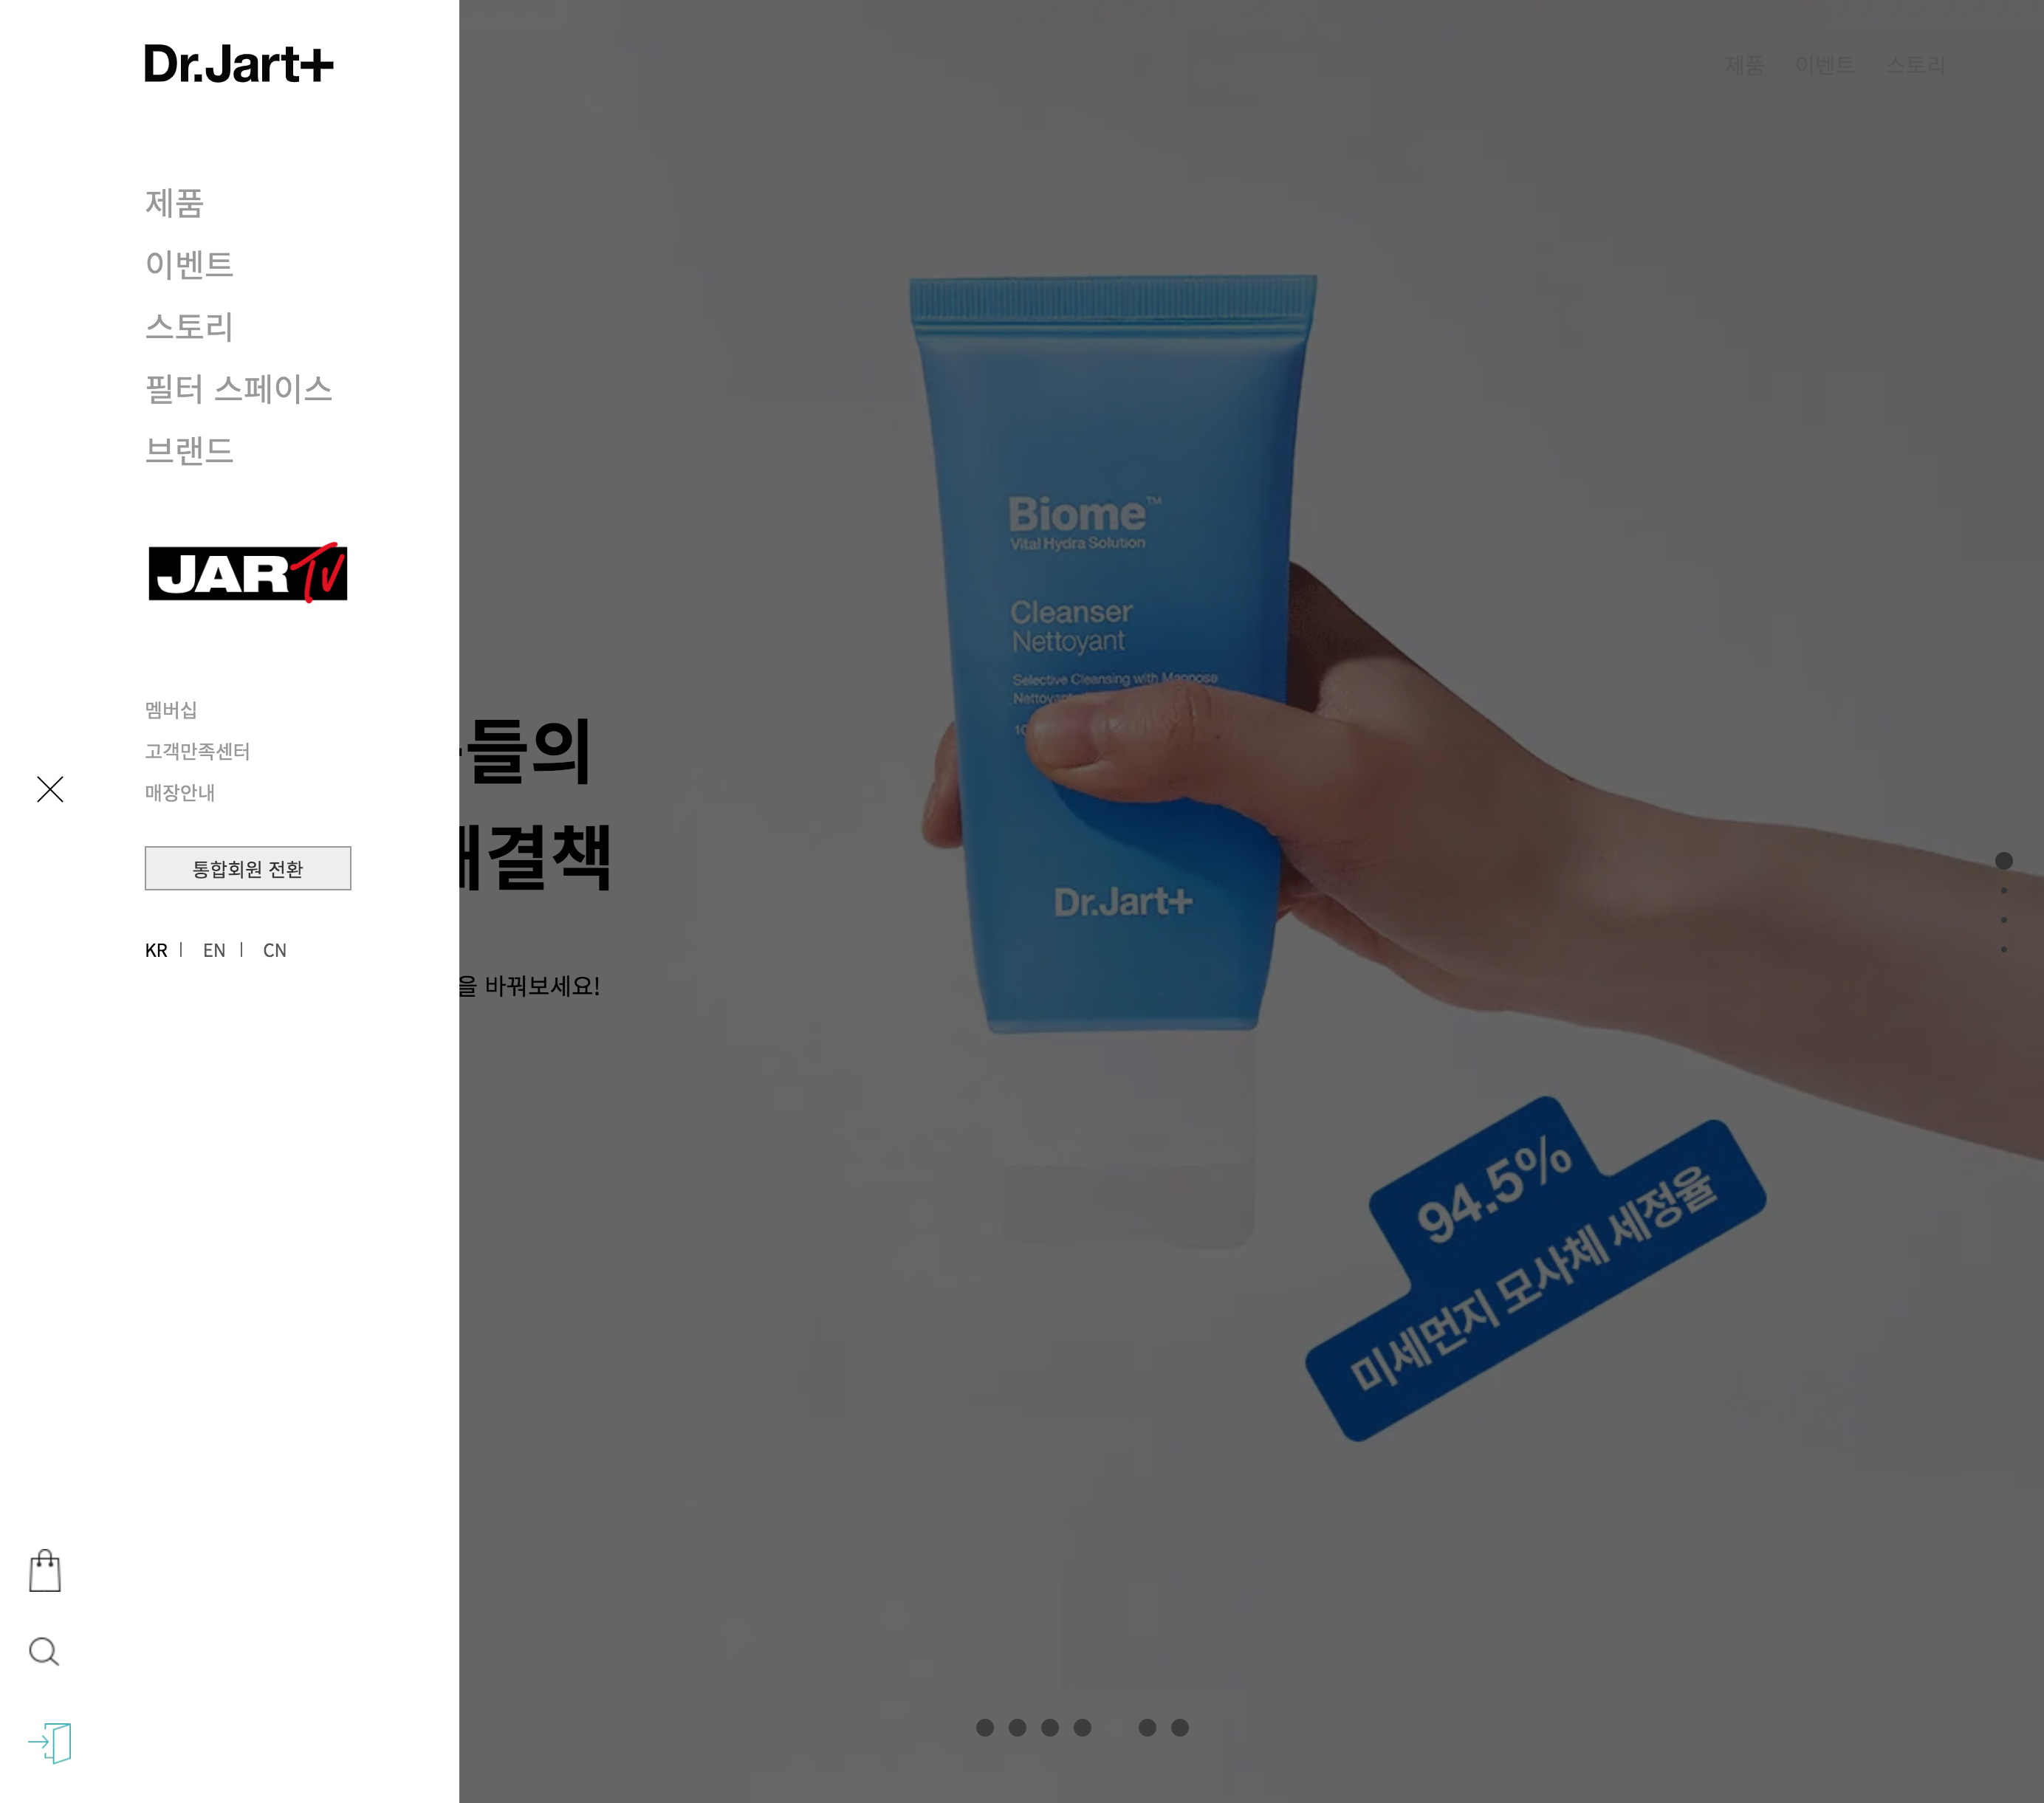 Dr.Jart+
제품
이벤트
스토리
필터 스페이스
브랜드
JAR TV
멤버십
고객만족센터
매장안내
통합회원 전환
KR
EN
CN
제품 이벤트 스토리
들의
결책
을 바꿔보세요!
Biome™
Vital Hydra Solution
Cleanser
Nettoyant
Selective Cleansing with Mannose
Nettoyant
10
Dr.Jart+
94.5%
미세먼지 모사체 세정율